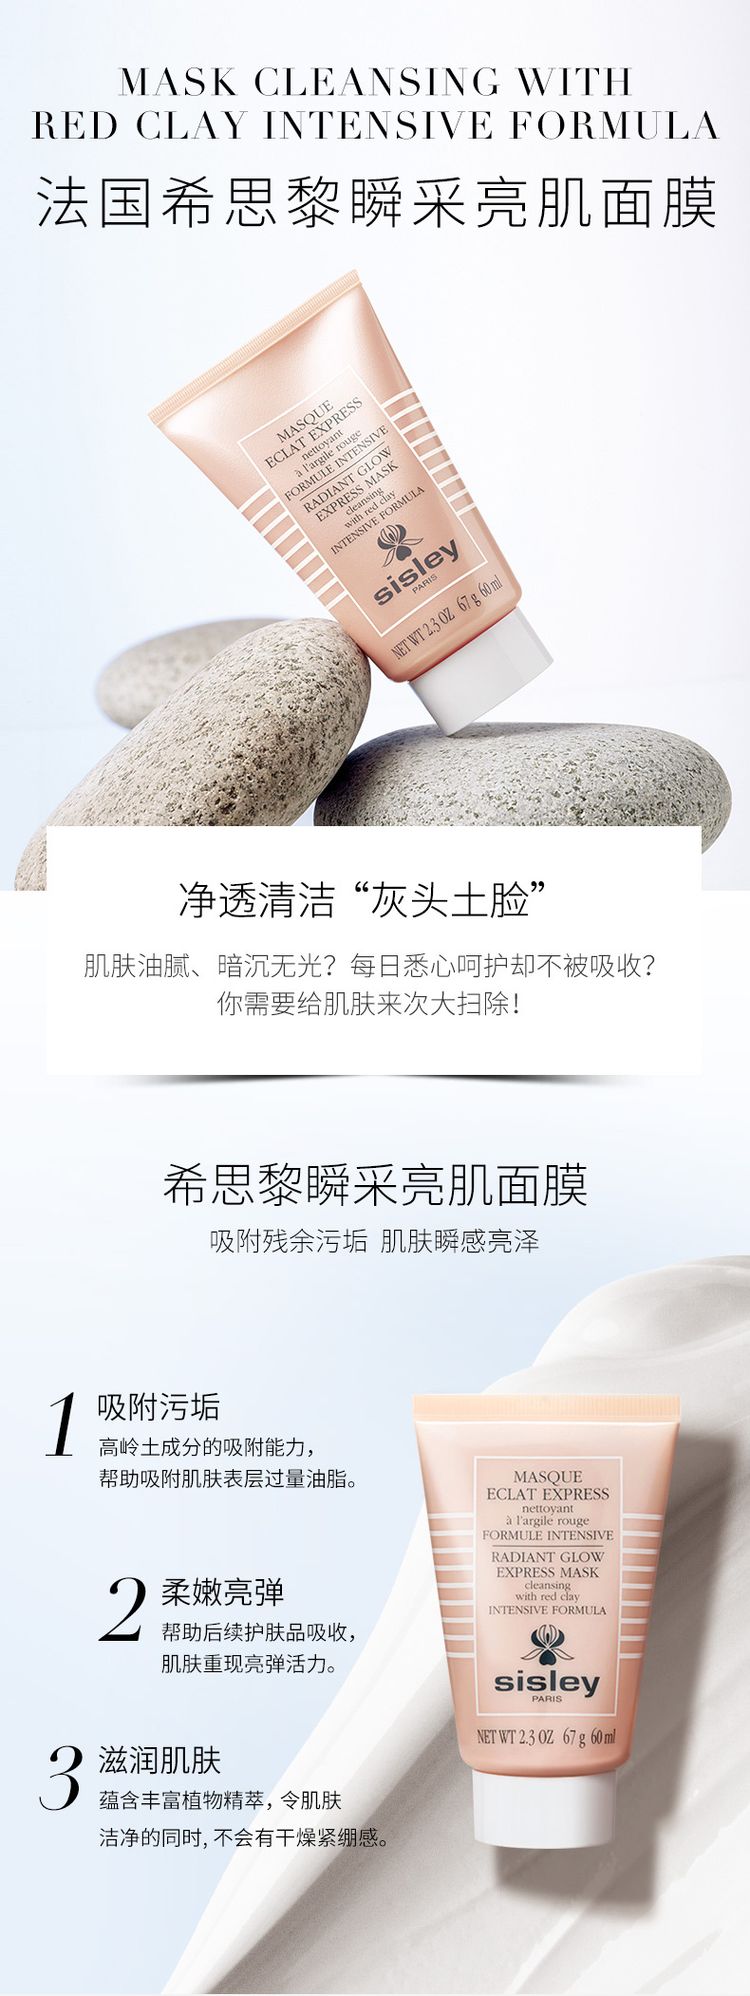 MASK CLEANSING WITH
RED CLAY INTENSIVE FORMULA
法国希思黎瞬采亮肌面膜
MASQUE
ECLAT EXPRESS
nettoyant
à l'argile rouge
FORMULE INTENSIVE
RADIANT GLOW
EXPRESS MASK
cleansing
with red clay
INTENSIVE FORMULA
sisley
PARIS
NET WT 2.3 OZ 67 g 60 ml
净透清洁“灰头土脸”
肌肤油腻、暗沉无光？每日悉心呵护却不被吸收？
你需要给肌肤来次大扫除！
希思黎瞬采亮肌面膜
吸附残余污垢 肌肤瞬感亮泽
1 吸附污垢
高岭土成分的吸附能力，
帮助吸附肌肤表层过量油脂。
2 柔嫩亮弹
帮助后续护肤品吸收，
肌肤重现亮弹活力。
3 滋润肌肤
蕴含丰富植物精萃，令肌肤
洁净的同时，不会有干燥紧绷感。
MASQUE
ECLAT EXPRESS
nettoyant
à l'argile rouge
FORMULE INTENSIVE
RADIANT GLOW
EXPRESS MASK
cleansing
with red clay
INTENSIVE FORMULA
sisley
PARIS
NET WT 2.3 OZ 67 g 60 ml